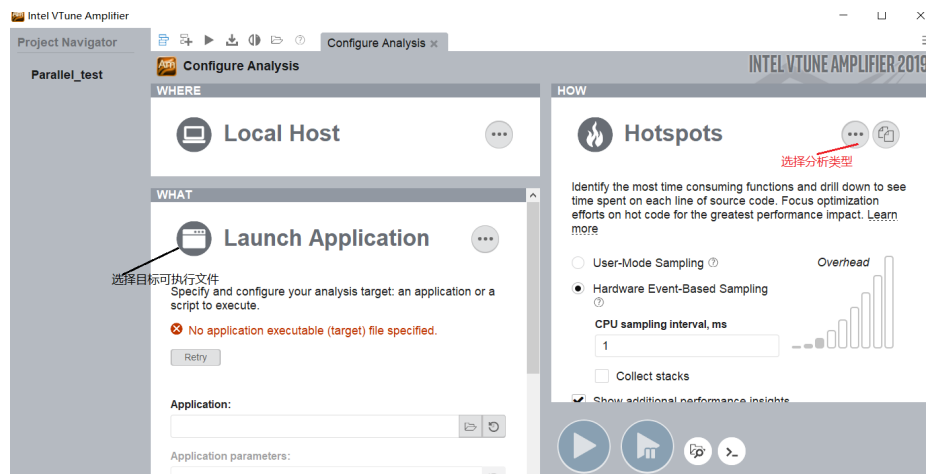 Intel VTune Amplifier
Project Navigator
Parallel_test
Configure Analysis
Configure Analysis
INTEL VTUNE AMPLIFIER 2019
WHERE
Local Host
WHAT
Launch Application
选择目标可执行文件
Specify and configure your analysis target: an application or a
script to execute.
No application executable (target) file specified.
Retry
Application:
Application parameters:
HOW
Hotspots
选择分析类型
Identify the most time consuming functions and drill down to see
time spent on each line of source code. Focus optimization
efforts on hot code for the greatest performance impact. Learn
more
User-Mode Sampling
Overhead
Hardware Event-Based Sampling
CPU sampling interval, ms
1
Collect stacks
Show additional performance insights